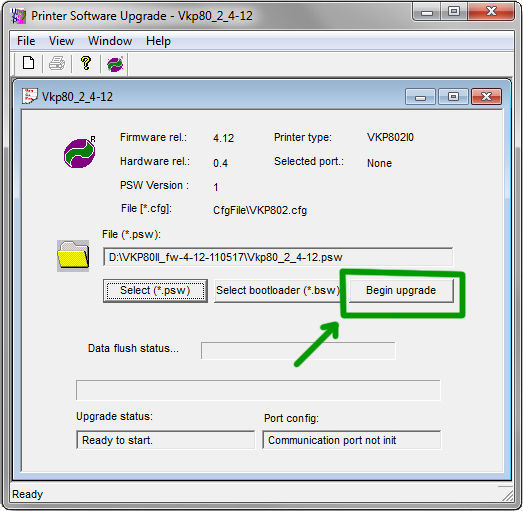 Printer Software Upgrade - Vkp80_2_4-12
File View Window Help
Vkp80_2_4-12
R
Firmware rel.: 4.12 Printer type: VKP802I0
Hardware rel.: 0.4 Selected port.: None
PSW Version : 1
File [*.cfg]: CfgFile\VKP802.cfg
File (*.psw):
D:\VKP80II_fw-4-12-110517\Vkp80_2_4-12.psw
Select (*.psw) Select bootloader (*.bsw) Begin upgrade
Data flush status...
Upgrade status: Port config:
Ready to start. Communication port not init
Ready